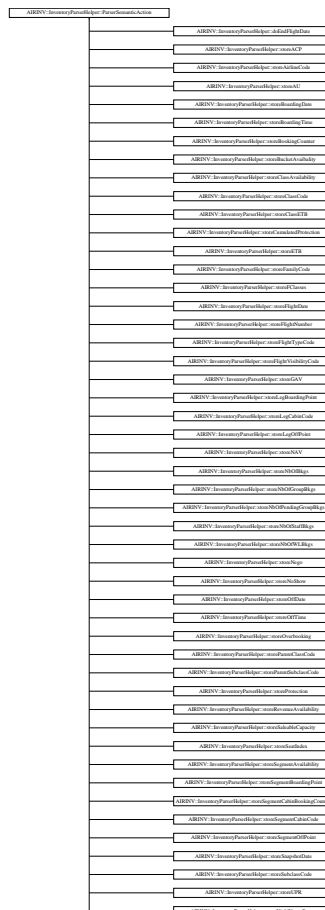 AIRINV::InventoryParserHelper::ParserSemanticAction
AIRINV::InventoryParserHelper::doEndFlightDate
AIRINV::InventoryParserHelper::storeACP
AIRINV::InventoryParserHelper::storeAirlineCode
AIRINV::InventoryParserHelper::storeAU
AIRINV::InventoryParserHelper::storeBoardingDate
AIRINV::InventoryParserHelper::storeBoardingTime
AIRINV::InventoryParserHelper::storeBookingCounter
AIRINV::InventoryParserHelper::storeBucketAvaibality
AIRINV::InventoryParserHelper::storeClassAvailability
AIRINV::InventoryParserHelper::storeClassCode
AIRINV::InventoryParserHelper::storeClassETB
AIRINV::InventoryParserHelper::storeCumulatedProtection
AIRINV::InventoryParserHelper::storeETB
AIRINV::InventoryParserHelper::storeFamilyCode
AIRINV::InventoryParserHelper::storeFClasses
AIRINV::InventoryParserHelper::storeFlightDate
AIRINV::InventoryParserHelper::storeFlightNumber
AIRINV::InventoryParserHelper::storeFlightTypeCode
AIRINV::InventoryParserHelper::storeFlightVisibilityCode
AIRINV::InventoryParserHelper::storeGAV
AIRINV::InventoryParserHelper::storeLegBoardingPoint
AIRINV::InventoryParserHelper::storeLegCabinCode
AIRINV::InventoryParserHelper::storeLegOffPoint
AIRINV::InventoryParserHelper::storeNAV
AIRINV::InventoryParserHelper::storeNbOfBkgs
AIRINV::InventoryParserHelper::storeNbOfGroupBkgs
AIRINV::InventoryParserHelper::storeNbOfPendingGroupBkgs
AIRINV::InventoryParserHelper::storeNbOfStaffBkgs
AIRINV::InventoryParserHelper::storeNbOfWLBkgs
AIRINV::InventoryParserHelper::storeNego
AIRINV::InventoryParserHelper::storeNoShow
AIRINV::InventoryParserHelper::storeOffDate
AIRINV::InventoryParserHelper::storeOffTime
AIRINV::InventoryParserHelper::storeOverbooking
AIRINV::InventoryParserHelper::storeParentClassCode
AIRINV::InventoryParserHelper::storeParentSubclassCode
AIRINV::InventoryParserHelper::storeProtection
AIRINV::InventoryParserHelper::storeRevenueAvailability
AIRINV::InventoryParserHelper::storeSaleableCapacity
AIRINV::InventoryParserHelper::storeSeatIndex
AIRINV::InventoryParserHelper::storeSegmentAvailability
AIRINV::InventoryParserHelper::storeSegmentBoardingPoint
AIRINV::InventoryParserHelper::storeSegmentCabinBookingCoun
AIRINV::InventoryParserHelper::storeSegmentCabinCode
AIRINV::InventoryParserHelper::storeSegmentOffPoint
AIRINV::InventoryParserHelper::storeSnapshotDate
AIRINV::InventoryParserHelper::storeSubclassCode
AIRINV::InventoryParserHelper::storeUPR